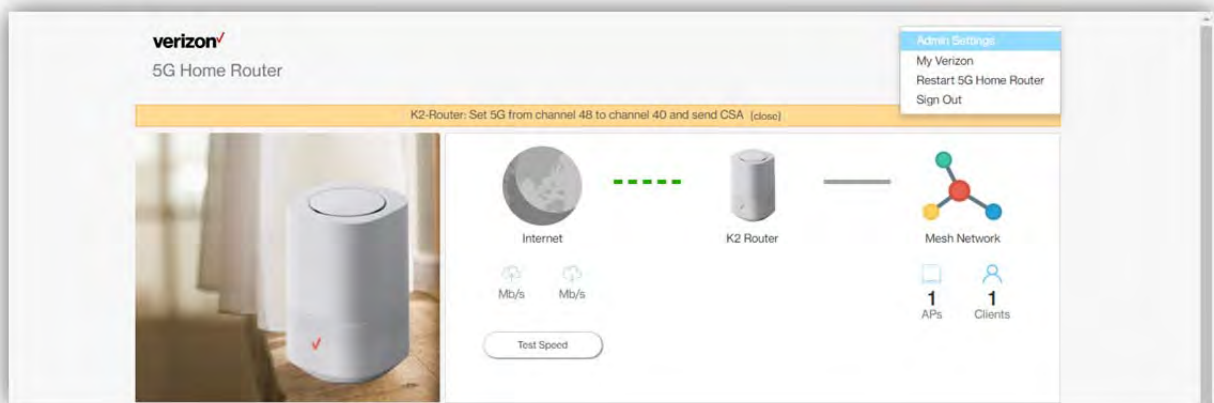 verizon
5G Home Router
Admin Settings
My Verizon
Restart 5G Home Router
Sign Out
K2-Router: Set 5G from channel 48 to channel 40 and send CSA [close]
Internet
K2 Router
Mesh Network
Mb/s Mb/s
1 1
APs Clients
Test Speed